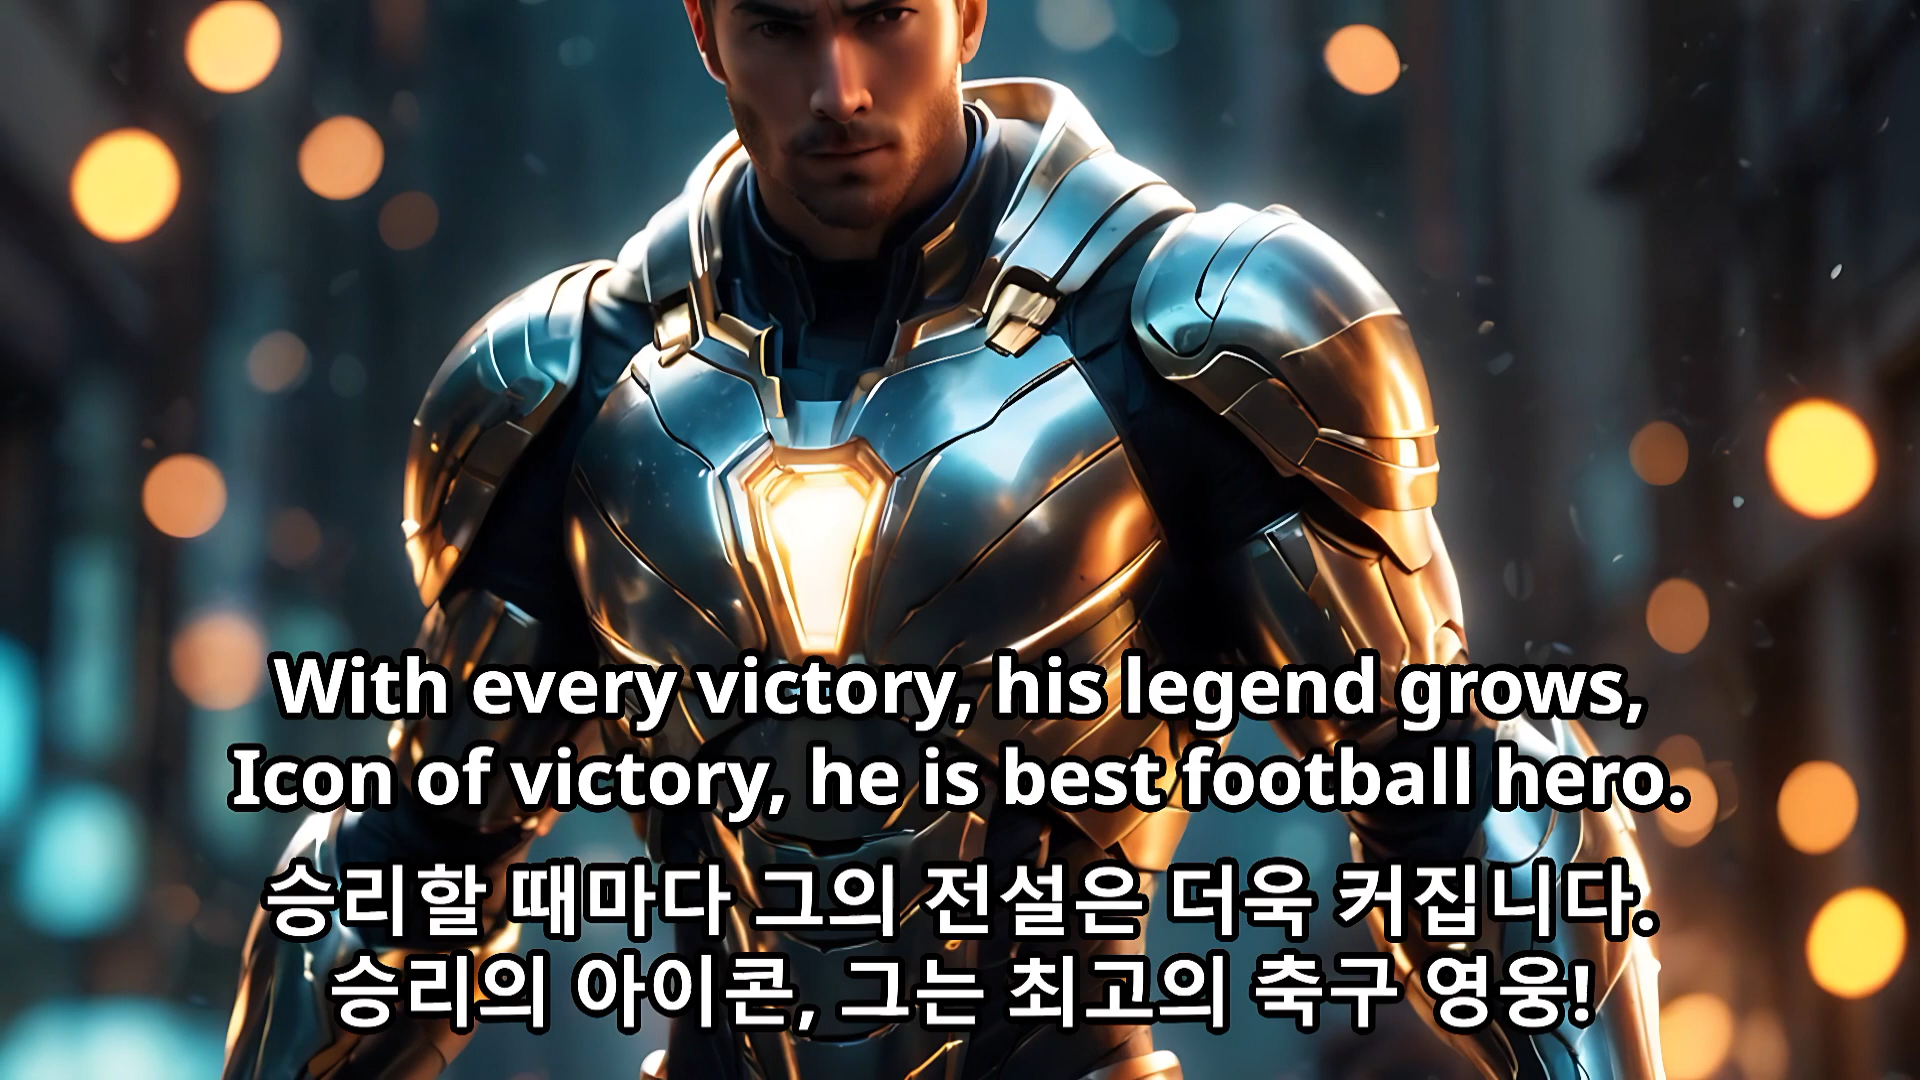 With every victory, his legend grows,
Icon of victory, he is best football hero.
승리할 때마다 그의 전설은 더욱 커집니다.
승리의 아이콘, 그는 최고의 축구 영웅!